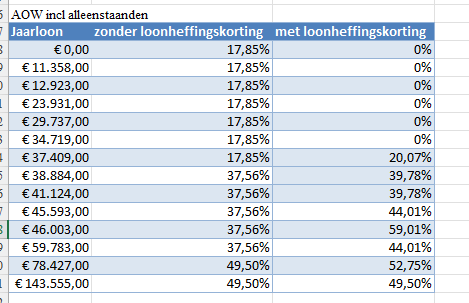 AOW incl alleenstaanden
Jaarloon zonder loonheffingskorting met loonheffingskorting
€ 0,00 17,85% 0%
€ 11.358,00 17,85% 0%
€ 12.923,00 17,85% 0%
€ 23.931,00 17,85% 0%
€ 29.737,00 17,85% 0%
€ 34.719,00 17,85% 0%
€ 37.409,00 17,85% 20,07%
€ 38.884,00 37,56% 39,78%
€ 41.124,00 37,56% 39,78%
€ 45.593,00 37,56% 44,01%
€ 46.003,00 37,56% 59,01%
€ 59.783,00 37,56% 44,01%
€ 78.427,00 49,50% 52,75%
€ 143.555,00 49,50% 49,50%